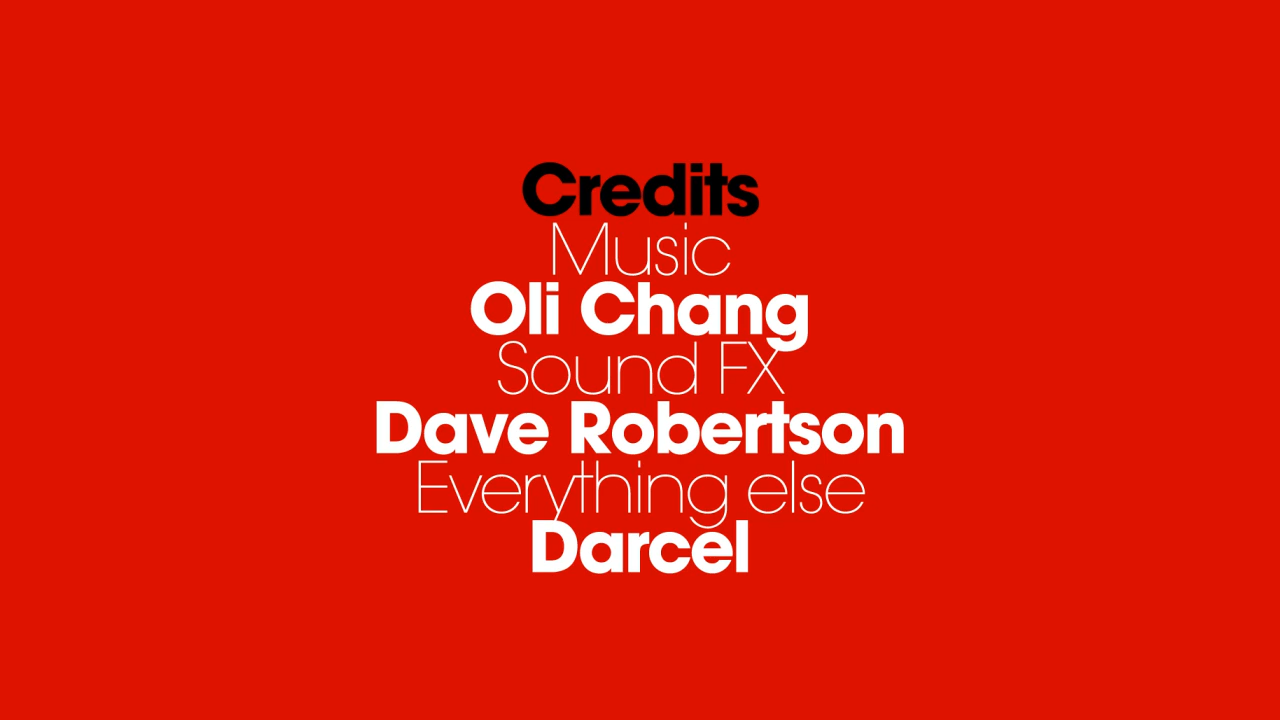 Credits
Music
Oli Chang
Sound FX
Dave Robertson
Everything else
Darcel